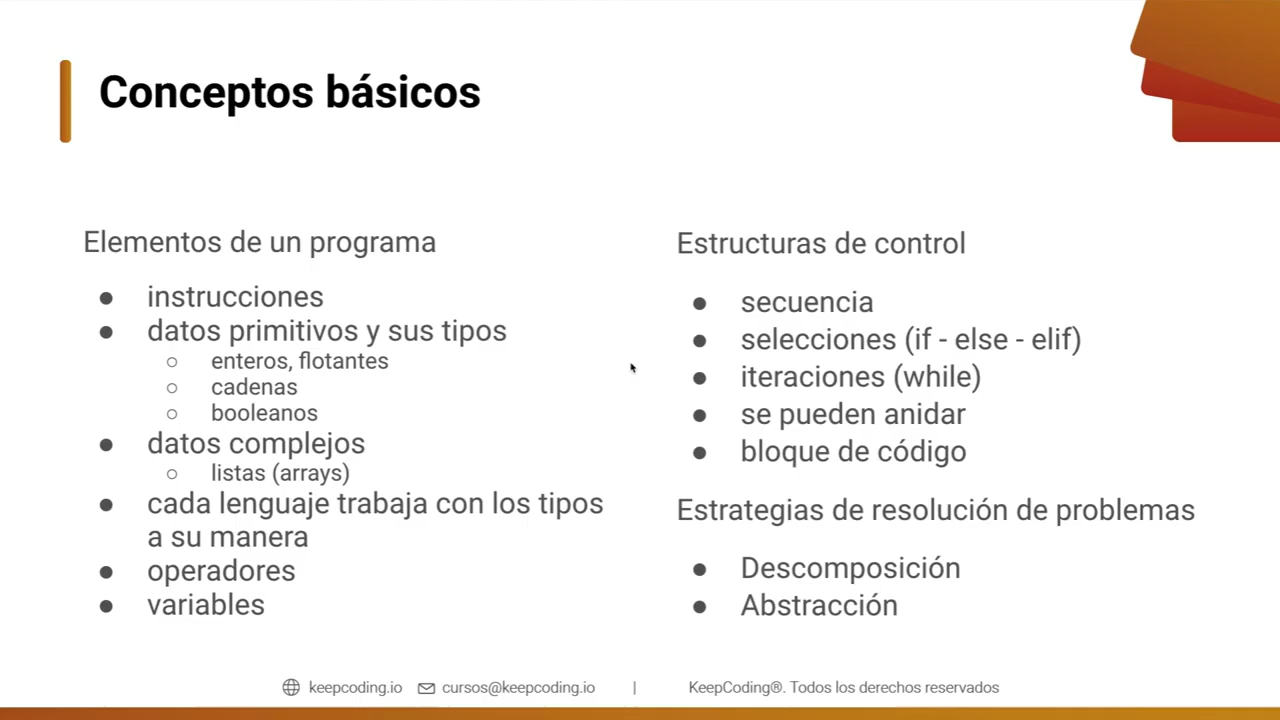 Conceptos básicos
Elementos de un programa
● instrucciones
● datos primitivos y sus tipos
○ enteros, flotantes
○ cadenas
○ booleanos
● datos complejos
○ listas (arrays)
● cada lenguaje trabaja con los tipos
a su manera
● operadores
● variables
Estructuras de control
● secuencia
● selecciones (if - else - elif)
● iteraciones (while)
● se pueden anidar
● bloque de código
Estrategias de resolución de problemas
● Descomposición
● Abstracción
keepcoding.io cursos@keepcoding.io | KeepCoding®. Todos los derechos reservados